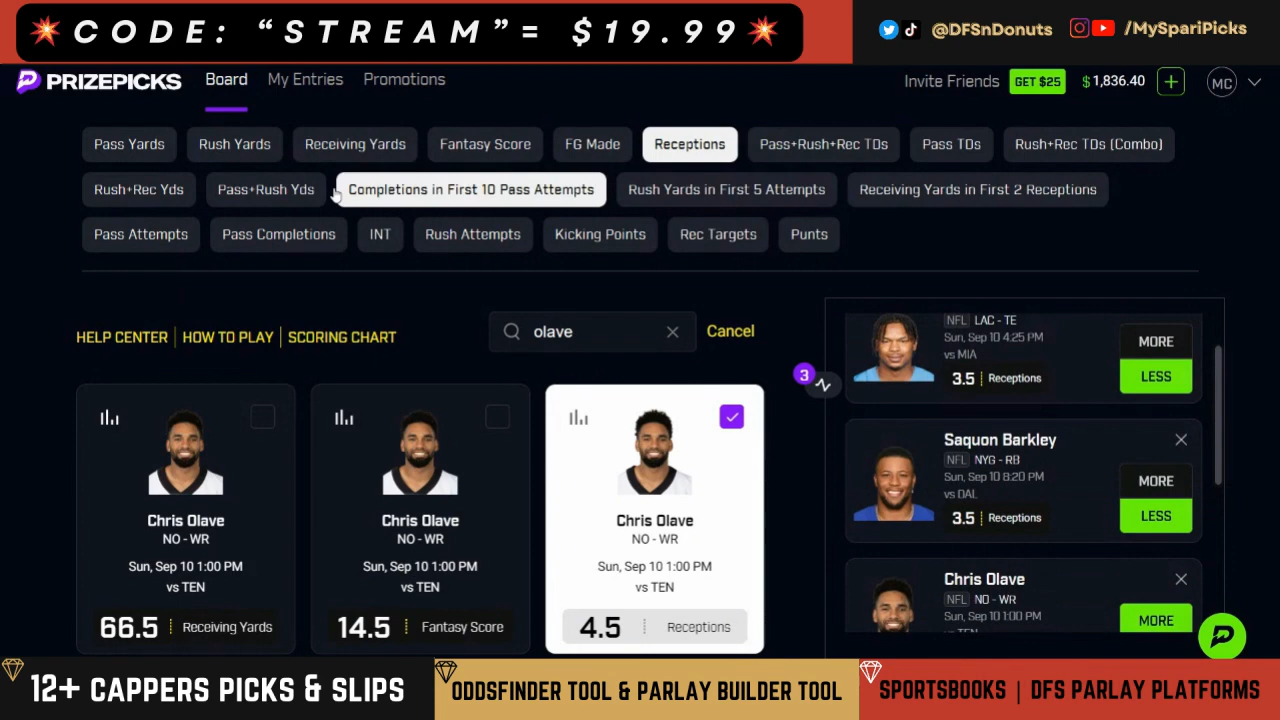 CODE: “STREAM”= $19.99
@DFSnDonuts
/MySpariPicks
PRIZEPICKS
Board
My Entries
Promotions
Invite Friends
GET $25
$ 1,836.40
MC
Pass Yards
Rush Yards
Receiving Yards
Fantasy Score
FG Made
Receptions
Pass+Rush+Rec TDs
Pass TDs
Rush+Rec TDs (Combo)
Rush+Rec Yds
Pass+Rush Yds
Completions in First 10 Pass Attempts
Rush Yards in First 5 Attempts
Receiving Yards in First 2 Receptions
Pass Attempts
Pass Completions
INT
Rush Attempts
Kicking Points
Rec Targets
Punts
HELP CENTER
HOW TO PLAY
SCORING CHART
olave
Cancel
Chris Olave
NO - WR
Sun, Sep 10 1:00 PM
vs TEN
66.5
Receiving Yards
Chris Olave
NO - WR
Sun, Sep 10 1:00 PM
vs TEN
14.5
Fantasy Score
Chris Olave
NO - WR
Sun, Sep 10 1:00 PM
vs TEN
4.5
Receptions
3
NFL LAC - TE
Sun, Sep 10 4:25 PM
vs MIA
3.5
Receptions
MORE
LESS
Saquon Barkley
NFL NYG - RB
Sun, Sep 10 8:20 PM
vs DAL
3.5
Receptions
MORE
LESS
Chris Olave
NFL NO - WR
Sun, Sep 10 1:00 PM
vs TEN
MORE
12+ CAPPERS PICKS & SLIPS
ODDSFINDER TOOL & PARLAY BUILDER TOOL
SPORTSBOOKS | DFS PARLAY PLATFORMS